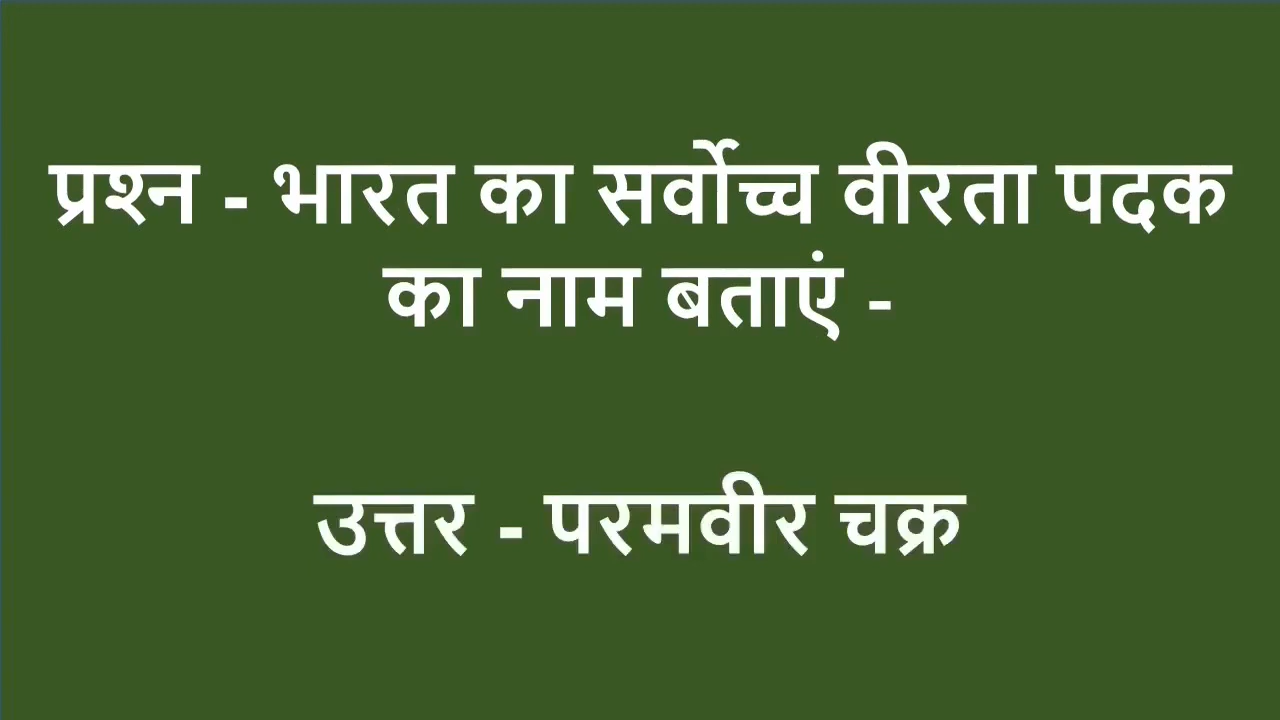 प्रश्न - भारत का सर्वोच्च वीरता पदक
का नाम बताएं -
उत्तर - परमवीर चक्र